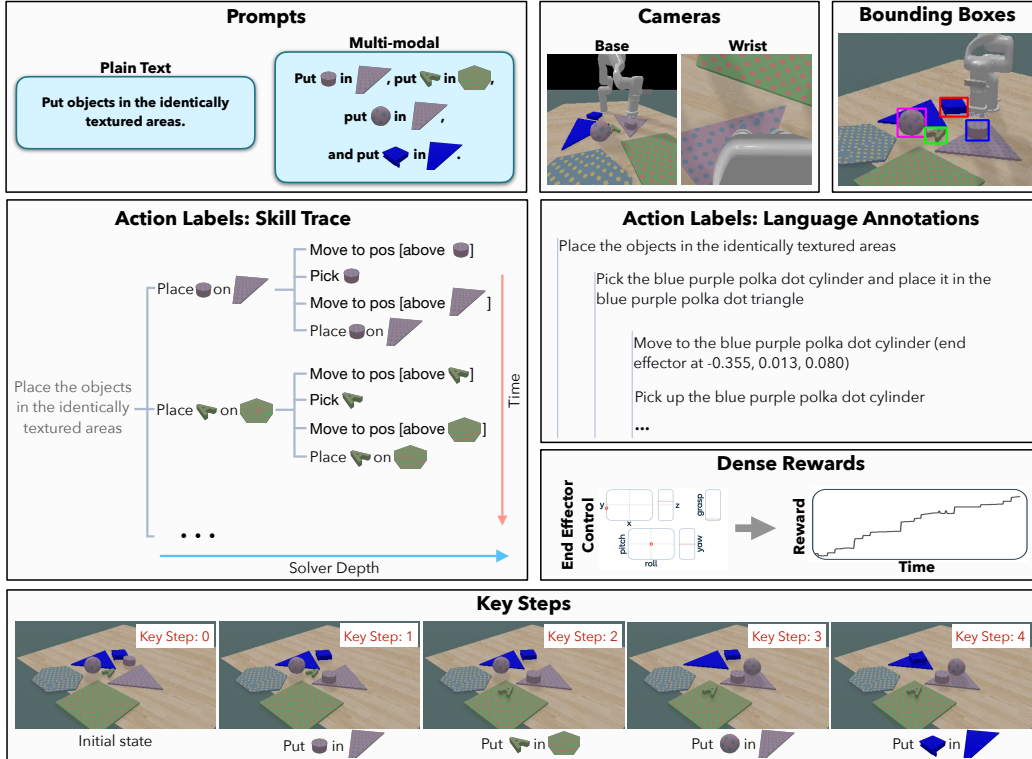 Prompts
Plain Text
Put objects in the identically
textured areas.
Multi-modal
Put in , put in ,
put in ,
and put in .
Cameras
Base
Wrist
Bounding Boxes
Action Labels: Skill Trace
Place the objects
in the identically
textured areas
Place on
Move to pos [above ]
Pick
Move to pos [above ]
Place on
Place on
Move to pos [above ]
Pick
Move to pos [above ]
Place on
• • •
Time
Solver Depth
Action Labels: Language Annotations
Place the objects in the identically textured areas
Pick the blue purple polka dot cylinder and place it in the
blue purple polka dot triangle
Move to the blue purple polka dot cylinder (end
effector at -0.355, 0.013, 0.080)
Pick up the blue purple polka dot cylinder
...
Dense Rewards
End Effector
Control
y
x
z
grasp
pitch
roll
yaw
Reward
Time
Key Steps
Key Step: 0
Key Step: 1
Key Step: 2
Key Step: 3
Key Step: 4
Initial state
Put in
Put in
Put in
Put in